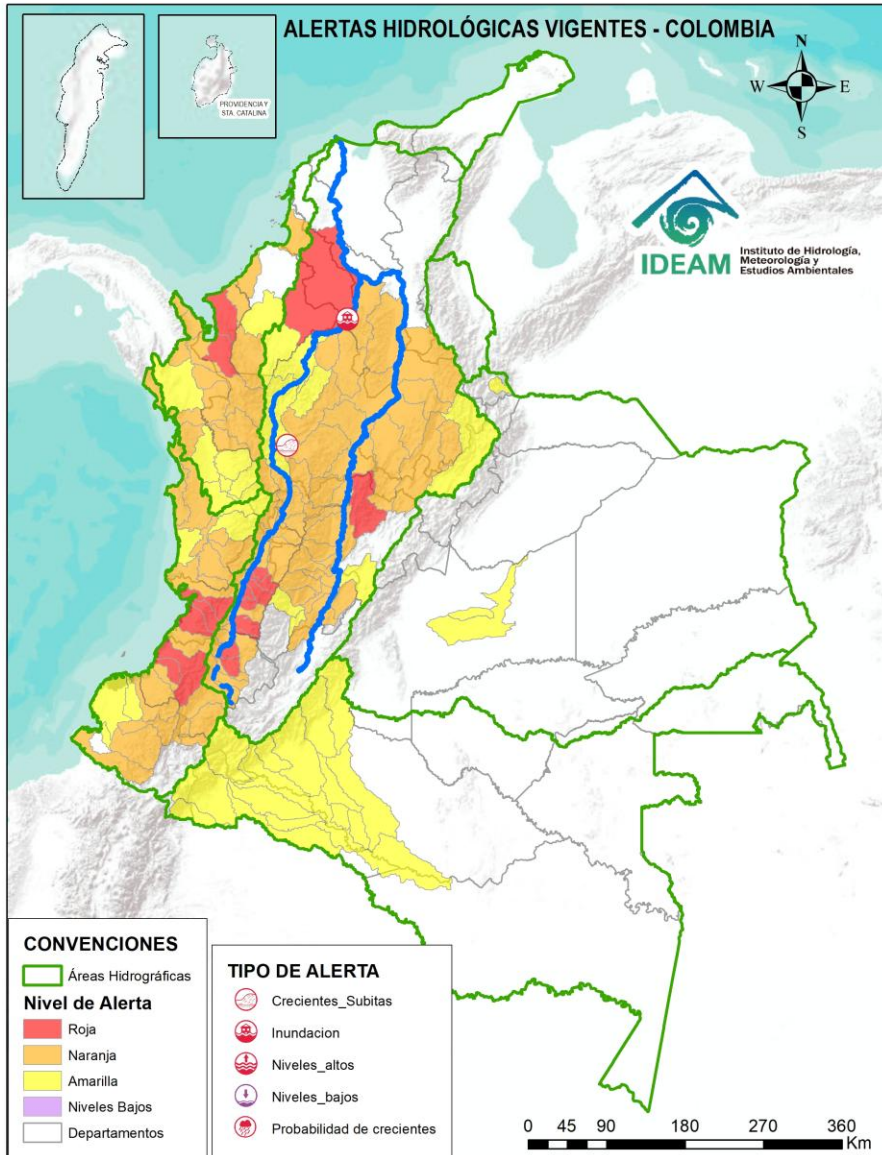 ALERTAS HIDROLÓGICAS VIGENTES - COLOMBIA
PROVIDENCIA Y
STA. CATALINA
N
W
E
S
IDEAM
Instituto de Hidrología,
Meteorología y
Estudios Ambientales
CONVENCIONES
Áreas Hidrográficas
Nivel de Alerta
Roja
Naranja
Amarilla
Niveles Bajos
Departamentos
TIPO DE ALERTA
Crecientes_Subitas
Inundacion
Niveles_altos
Niveles_bajos
Probabilidad de crecientes
0 45 90 180 270 360
Km